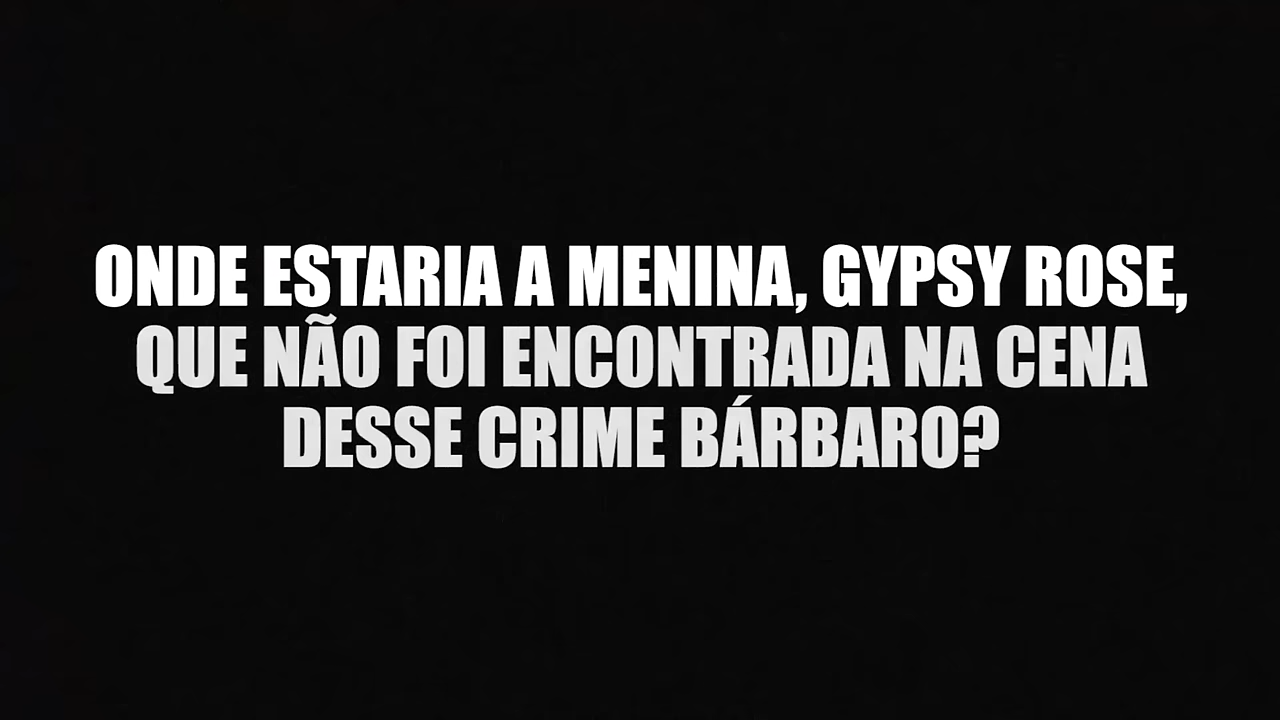 ONDE ESTARIA A MENINA, GYPSY ROSE,
QUE NÃO FOI ENCONTRADA NA CENA
DESSE CRIME BÁRBARO?